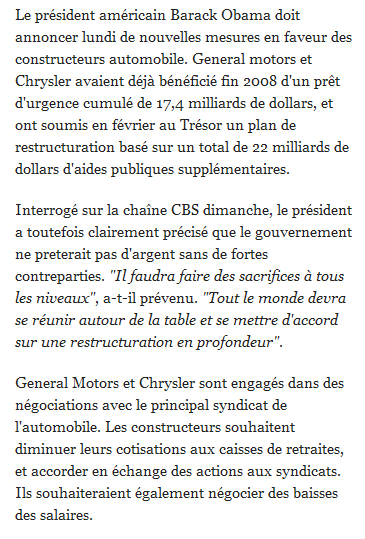 Le président américain Barack Obama doit
annoncer lundi de nouvelles mesures en faveur des
constructeurs automobile. General motors et
Chrysler avaient déjà bénéficié fin 2008 d'un prêt
d'urgence cumulé de 17,4 milliards de dollars, et
ont soumis en février au Trésor un plan de
restructuration basé sur un total de 22 milliards de
dollars d'aides publiques supplémentaires.
Interrogé sur la chaîne CBS dimanche, le président
a toutefois clairement précisé que le gouvernement
ne preterait pas d'argent sans de fortes
contreparties. "Il faudra faire des sacrifices à tous
les niveaux", a-t-il prévenu. "Tout le monde devra
se réunir autour de la table et se mettre d'accord
sur une restructuration en profondeur".
General Motors et Chrysler sont engagés dans des
négociations avec le principal syndicat de
l'automobile. Les constructeurs souhaitent
diminuer leurs cotisations aux caisses de retraites,
et accorder en échange des actions aux syndicats.
Ils souhaiteraient également négocier des baisses
des salaires.